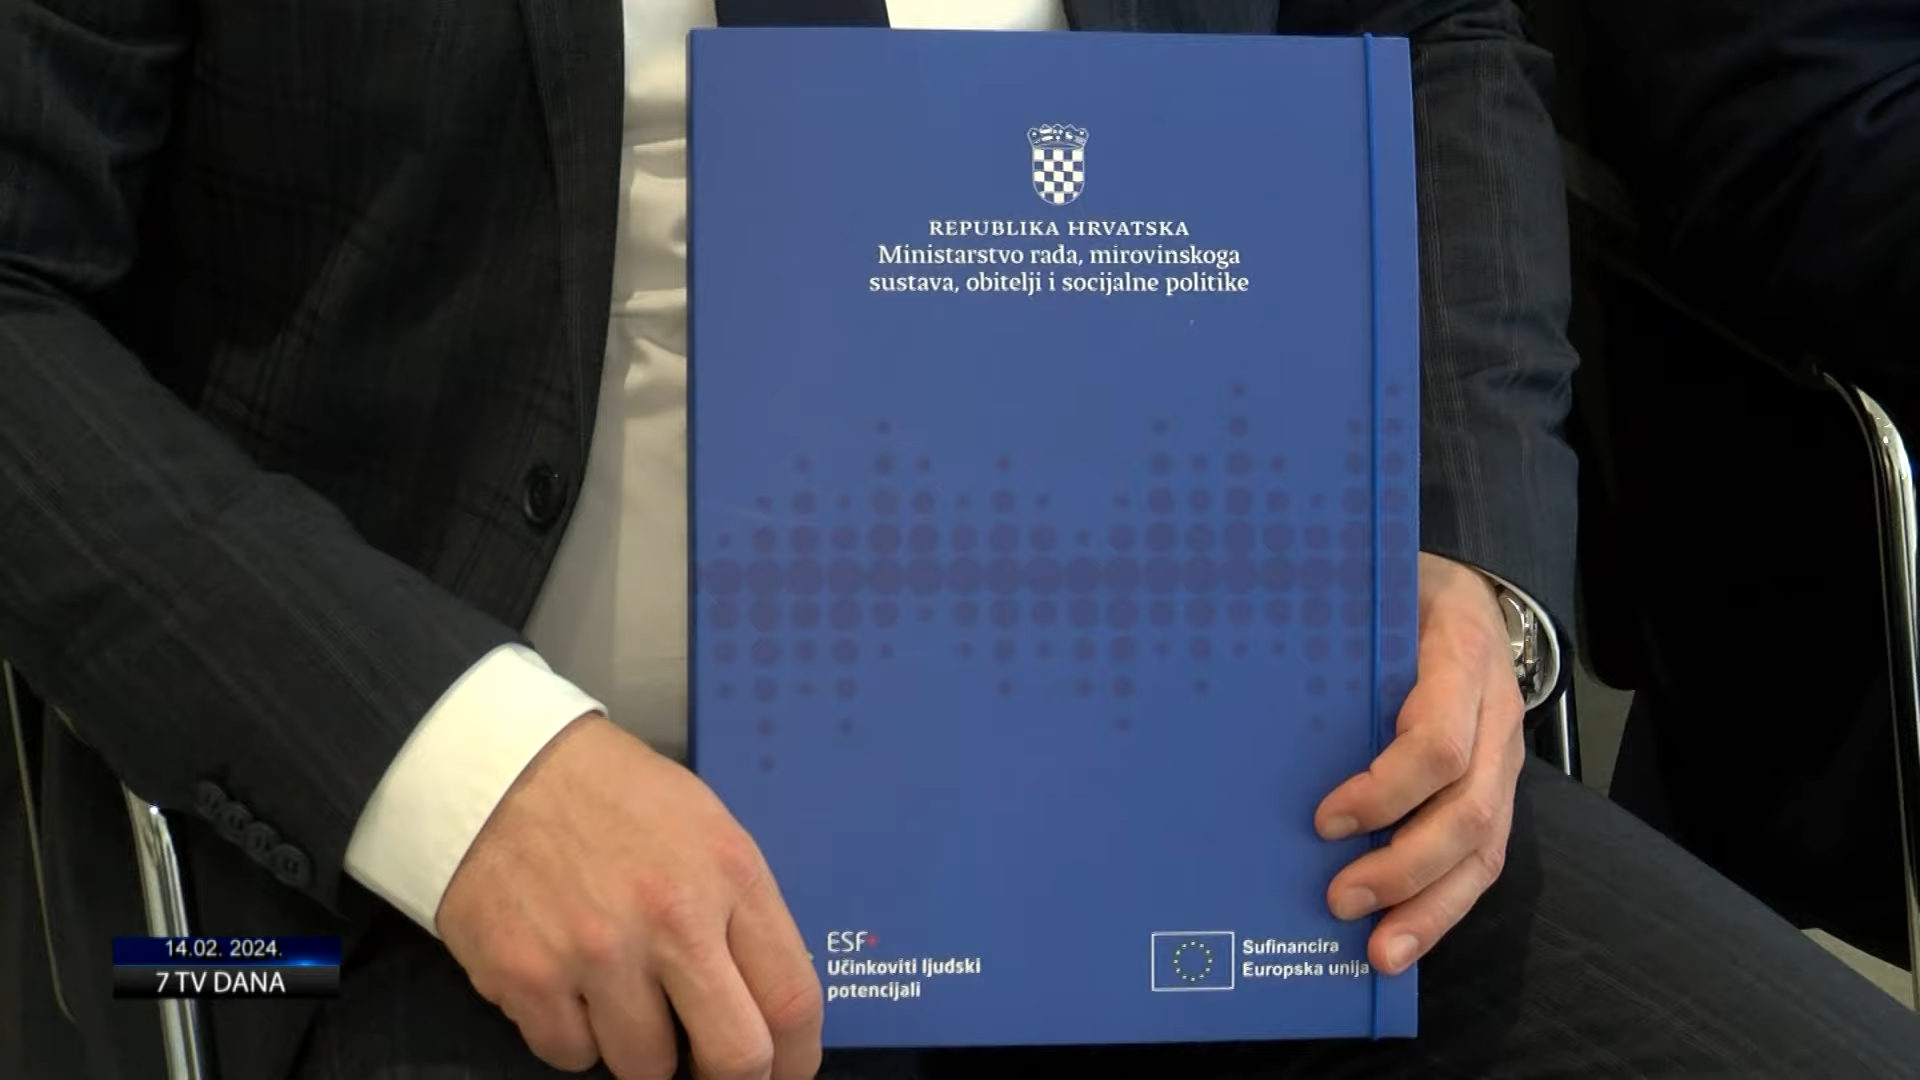 REPUBLIKA HRVATSKA
Ministarstvo rada, mirovinskoga
sustava, obitelji i socijalne politike
ESF+
Učinkoviti ljudski
potencijali
Sufinancira
Europska unija
14.02. 2024.
7 TV DANA